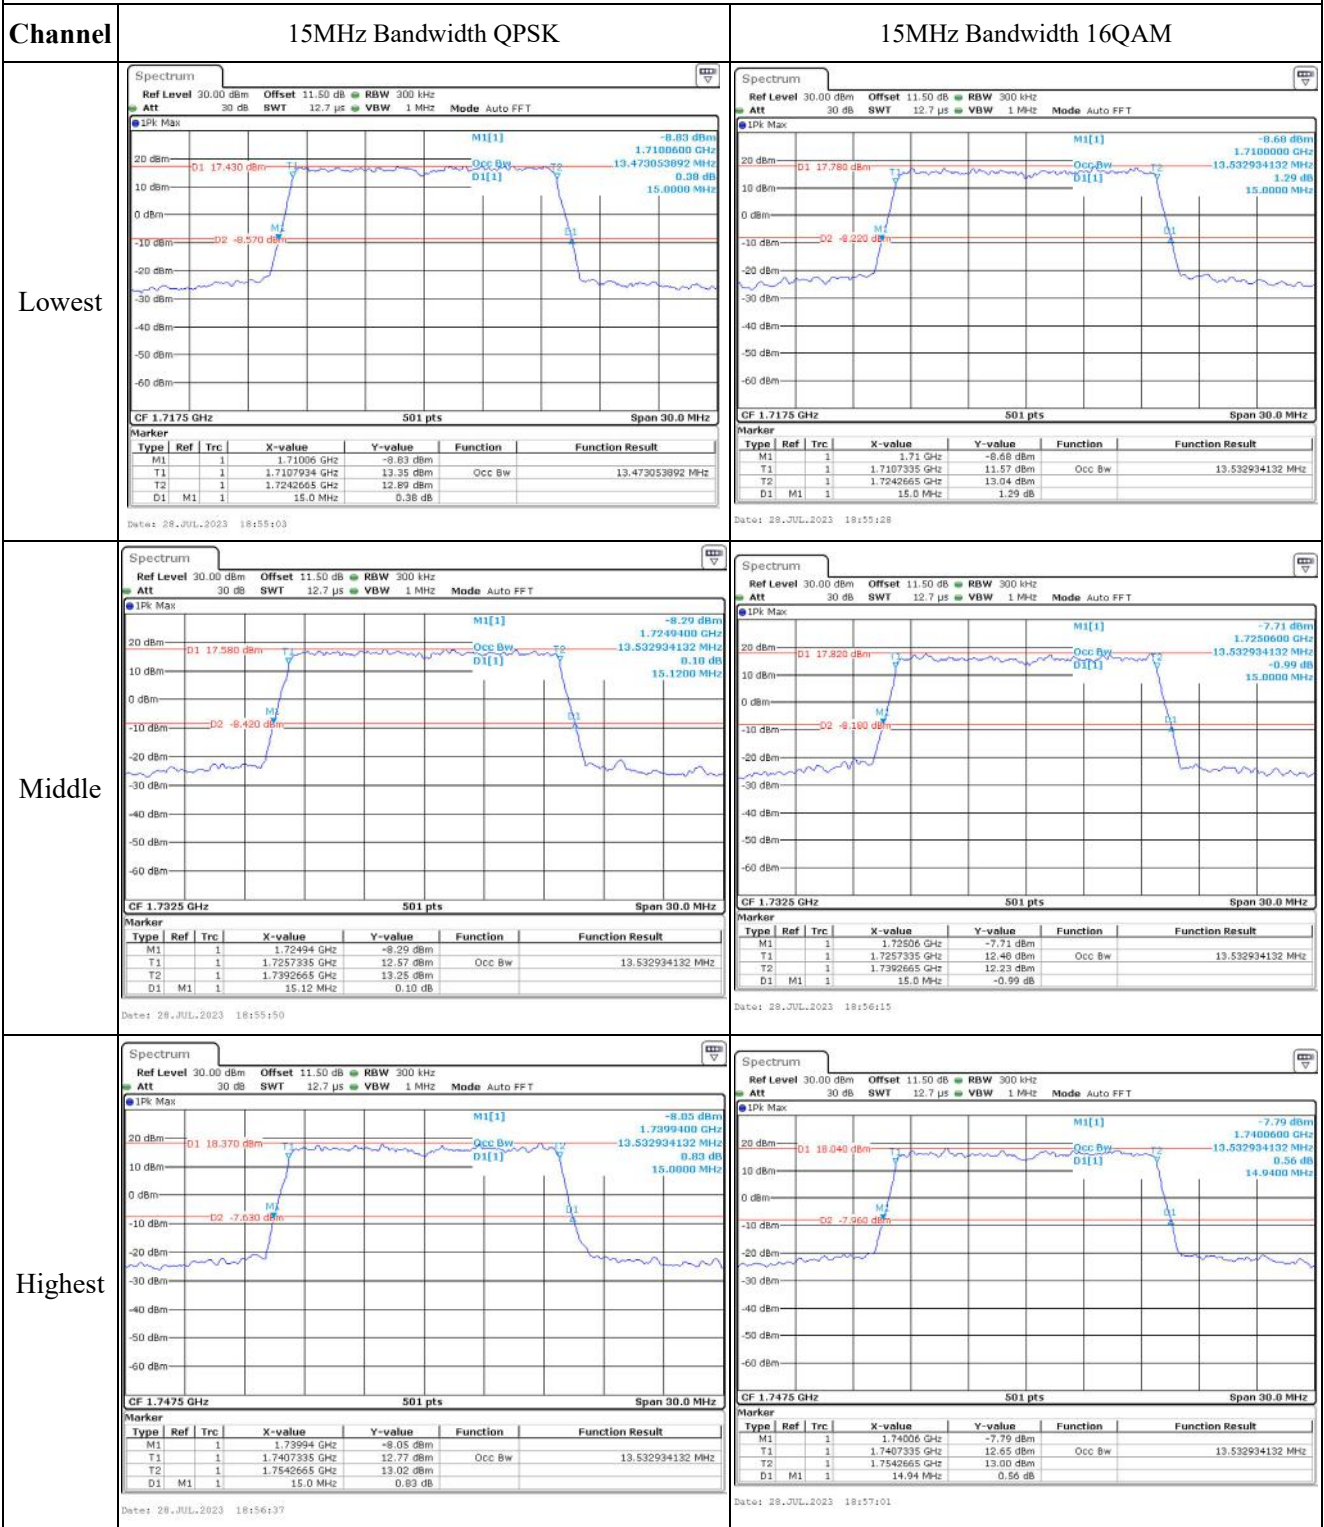 Channel	15MHz Bandwidth QPSK	15MHz Bandwidth 16QAM
Lowest
Spectrum
Ref Level 30.00 dBm Offset 11.50 dB RBW 300 kHz
Att 30 dB SWT 12.7 µs VBW 1 MHz Mode Auto FFT
1Pk Max
M1[1] -8.83 dBm
1.7100600 GHz
20 dBm
D1 17.430 dBm T1 T2
Occ Bw 13.473053892 MHz
D1[1] 0.38 dB
10 dBm 15.0000 MHz
0 dBm
M1 D1
-10 dBm D2 -8.570 dBm
-20 dBm
-30 dBm
-40 dBm
-50 dBm
-60 dBm
CF 1.7175 GHz 501 pts Span 30.0 MHz
Marker
Type Ref Trc X-value Y-value Function Function Result
M1 1 1.71006 GHz -8.83 dBm
T1 1 1.7107934 GHz 13.35 dBm Occ Bw 13.473053892 MHz
T2 1 1.7242665 GHz 12.89 dBm
D1 M1 1 15.0 MHz 0.38 dB
Date: 28.JUL.2023 18:55:03
Spectrum
Ref Level 30.00 dBm Offset 11.50 dB RBW 300 kHz
Att 30 dB SWT 12.7 µs VBW 1 MHz Mode Auto FFT
1Pk Max
M1[1] -8.68 dBm
1.7100000 GHz
20 dBm
D1 17.780 dBm T1 T2
Occ Bw 13.532934132 MHz
D1[1] 1.29 dB
10 dBm 15.0000 MHz
0 dBm
M1 D1
-10 dBm D2 -8.220 dBm
-20 dBm
-30 dBm
-40 dBm
-50 dBm
-60 dBm
CF 1.7175 GHz 501 pts Span 30.0 MHz
Marker
Type Ref Trc X-value Y-value Function Function Result
M1 1 1.71 GHz -8.68 dBm
T1 1 1.7107335 GHz 11.57 dBm Occ Bw 13.532934132 MHz
T2 1 1.7242665 GHz 13.04 dBm
D1 M1 1 15.0 MHz 1.29 dB
Date: 28.JUL.2023 18:55:28
Middle
Spectrum
Ref Level 30.00 dBm Offset 11.50 dB RBW 300 kHz
Att 30 dB SWT 12.7 µs VBW 1 MHz Mode Auto FFT
1Pk Max
M1[1] -8.29 dBm
1.7249400 GHz
20 dBm
D1 17.580 dBm T1 T2
Occ Bw 13.532934132 MHz
D1[1] 0.10 dB
10 dBm 15.1200 MHz
0 dBm
M1 D1
-10 dBm D2 -8.420 dBm
-20 dBm
-30 dBm
-40 dBm
-50 dBm
-60 dBm
CF 1.7325 GHz 501 pts Span 30.0 MHz
Marker
Type Ref Trc X-value Y-value Function Function Result
M1 1 1.72494 GHz -8.29 dBm
T1 1 1.7257335 GHz 12.57 dBm Occ Bw 13.532934132 MHz
T2 1 1.7392665 GHz 13.25 dBm
D1 M1 1 15.12 MHz 0.10 dB
Date: 28.JUL.2023 18:55:50
Spectrum
Ref Level 30.00 dBm Offset 11.50 dB RBW 300 kHz
Att 30 dB SWT 12.7 µs VBW 1 MHz Mode Auto FFT
1Pk Max
M1[1] -7.71 dBm
1.7250600 GHz
20 dBm
D1 17.820 dBm T1 T2
Occ Bw 13.532934132 MHz
D1[1] -0.99 dB
10 dBm 15.0000 MHz
0 dBm
M1 D1
-10 dBm D2 -8.180 dBm
-20 dBm
-30 dBm
-40 dBm
-50 dBm
-60 dBm
CF 1.7325 GHz 501 pts Span 30.0 MHz
Marker
Type Ref Trc X-value Y-value Function Function Result
M1 1 1.72506 GHz -7.71 dBm
T1 1 1.7257335 GHz 12.48 dBm Occ Bw 13.532934132 MHz
T2 1 1.7392665 GHz 12.23 dBm
D1 M1 1 15.0 MHz -0.99 dB
Date: 28.JUL.2023 18:56:15
Highest
Spectrum
Ref Level 30.00 dBm Offset 11.50 dB RBW 300 kHz
Att 30 dB SWT 12.7 µs VBW 1 MHz Mode Auto FFT
1Pk Max
M1[1] -8.05 dBm
1.7399400 GHz
20 dBm
D1 18.370 dBm T1 T2
Occ Bw 13.532934132 MHz
D1[1] 0.83 dB
10 dBm 15.0000 MHz
0 dBm
M1 D1
-10 dBm D2 -7.630 dBm
-20 dBm
-30 dBm
-40 dBm
-50 dBm
-60 dBm
CF 1.7475 GHz 501 pts Span 30.0 MHz
Marker
Type Ref Trc X-value Y-value Function Function Result
M1 1 1.73994 GHz -8.05 dBm
T1 1 1.7407335 GHz 12.77 dBm Occ Bw 13.532934132 MHz
T2 1 1.7542665 GHz 13.02 dBm
D1 M1 1 15.0 MHz 0.83 dB
Date: 28.JUL.2023 18:56:37
Spectrum
Ref Level 30.00 dBm Offset 11.50 dB RBW 300 kHz
Att 30 dB SWT 12.7 µs VBW 1 MHz Mode Auto FFT
1Pk Max
M1[1] -7.79 dBm
1.7400600 GHz
20 dBm
D1 18.040 dBm T1 T2
Occ Bw 13.532934132 MHz
D1[1] 0.56 dB
10 dBm 14.9400 MHz
0 dBm
M1 D1
-10 dBm D2 -7.960 dBm
-20 dBm
-30 dBm
-40 dBm
-50 dBm
-60 dBm
CF 1.7475 GHz 501 pts Span 30.0 MHz
Marker
Type Ref Trc X-value Y-value Function Function Result
M1 1 1.74006 GHz -7.79 dBm
T1 1 1.7407335 GHz 12.65 dBm Occ Bw 13.532934132 MHz
T2 1 1.7542665 GHz 13.00 dBm
D1 M1 1 14.94 MHz 0.56 dB
Date: 28.JUL.2023 18:57:01